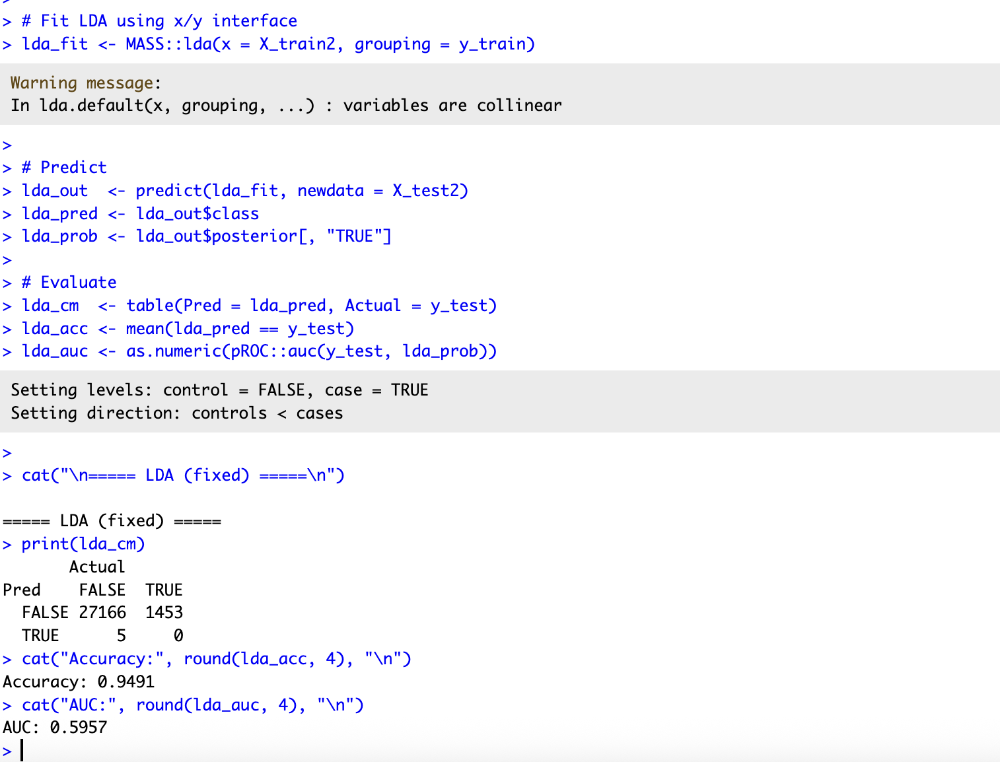 >
> # Fit LDA using x/y interface
> lda_fit <- MASS::lda(x = X_train2, grouping = y_train)
Warning message:
In lda.default(x, grouping, ...) : variables are collinear
>
> # Predict
> lda_out  <- predict(lda_fit, newdata = X_test2)
> lda_pred <- lda_out$class
> lda_prob <- lda_out$posterior[, "TRUE"]
>
> # Evaluate
> lda_cm  <- table(Pred = lda_pred, Actual = y_test)
> lda_acc <- mean(lda_pred == y_test)
> lda_auc <- as.numeric(pROC::auc(y_test, lda_prob))
Setting levels: control = FALSE, case = TRUE
Setting direction: controls < cases
>
> cat("\n===== LDA (fixed) =====\n")
===== LDA (fixed) =====
> print(lda_cm)
       Actual
Pred    FALSE  TRUE
  FALSE 27166  1453
  TRUE      5     0
> cat("Accuracy:", round(lda_acc, 4), "\n")
Accuracy: 0.9491
> cat("AUC:", round(lda_auc, 4), "\n")
AUC: 0.5957
>